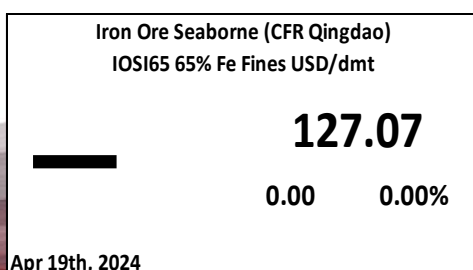 Iron Ore Seaborne (CFR Qingdao)
IOSI65 65% Fe Fines USD/dmt
127.07
0.00 0.00%
Apr 19th, 2024